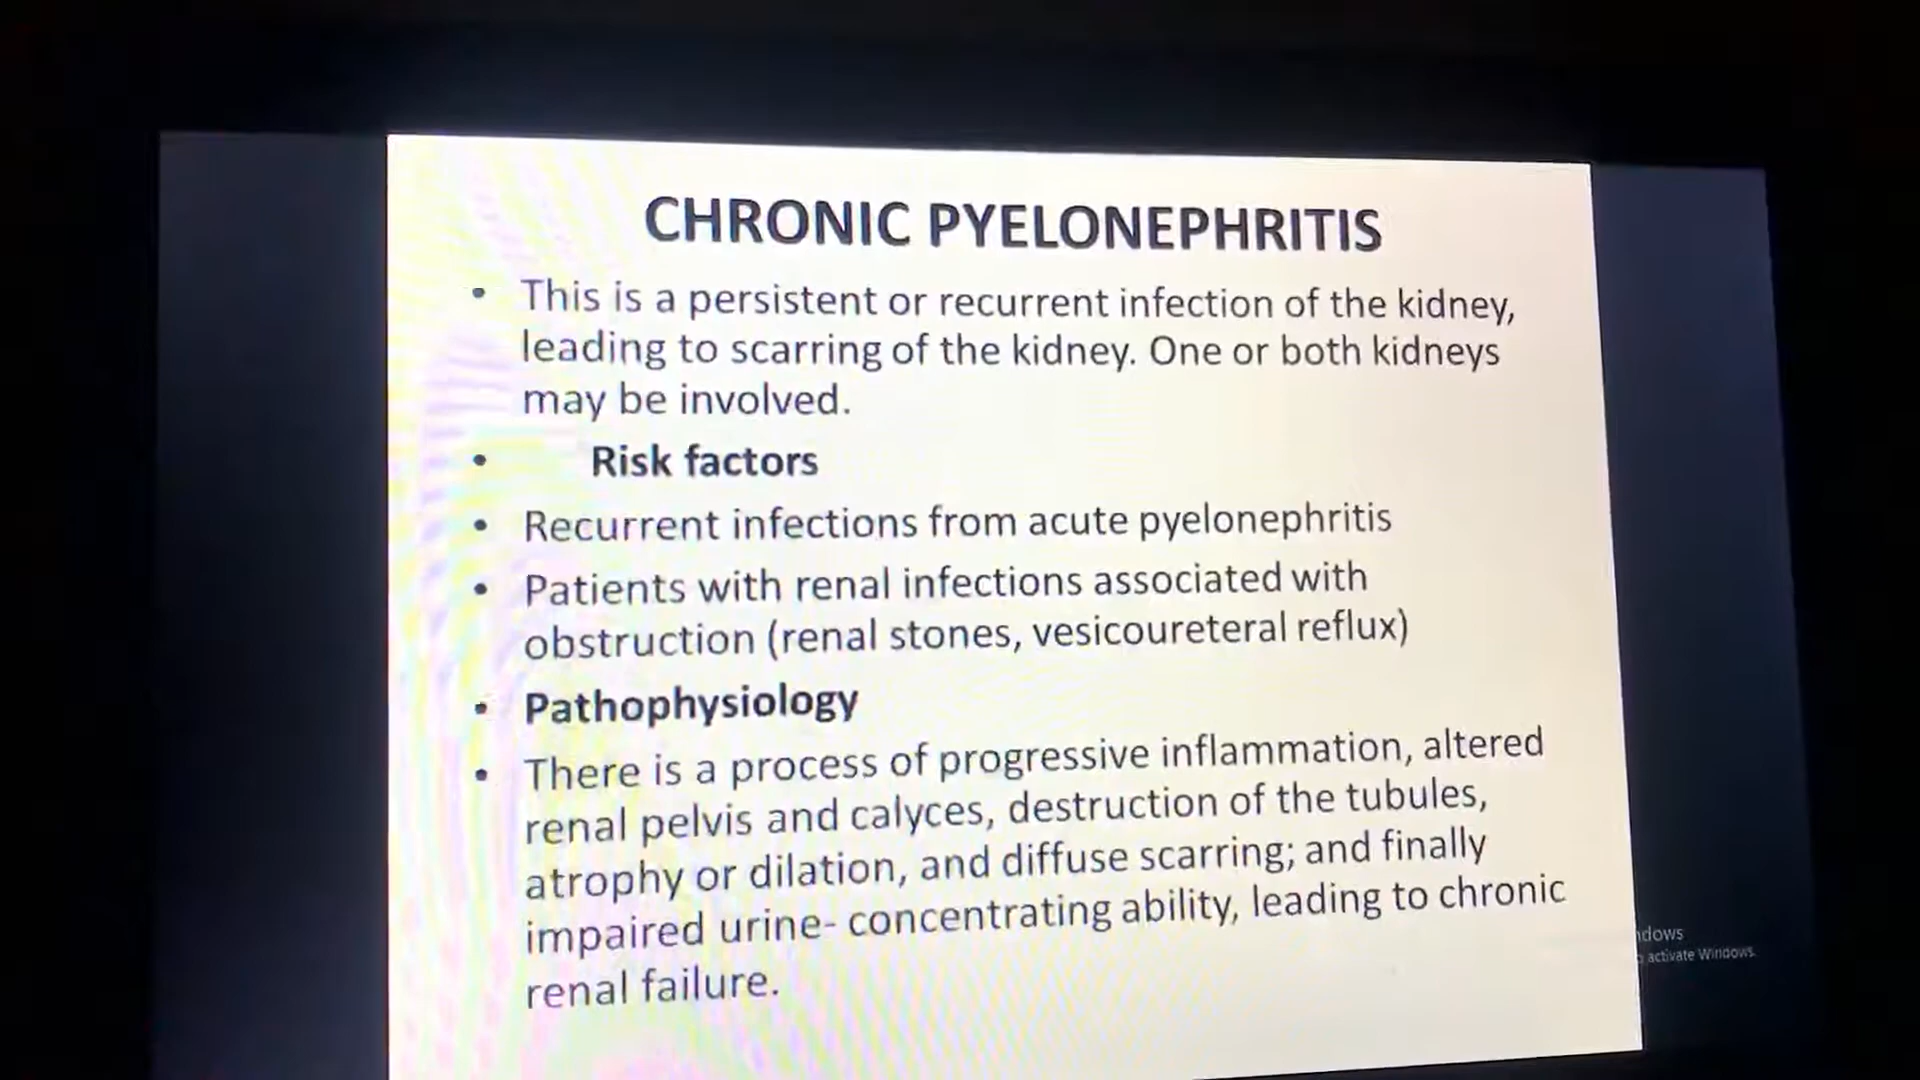 CHRONIC PYELONEPHRITIS
• This is a persistent or recurrent infection of the kidney,
leading to scarring of the kidney. One or both kidneys
may be involved.
• Risk factors
• Recurrent infections from acute pyelonephritis
• Patients with renal infections associated with
obstruction (renal stones, vesicoureteral reflux)
• Pathophysiology
• There is a process of progressive inflammation, altered
renal pelvis and calyces, destruction of the tubules,
atrophy or dilation, and diffuse scarring; and finally
impaired urine- concentrating ability, leading to chronic
renal failure.
activate Windows.